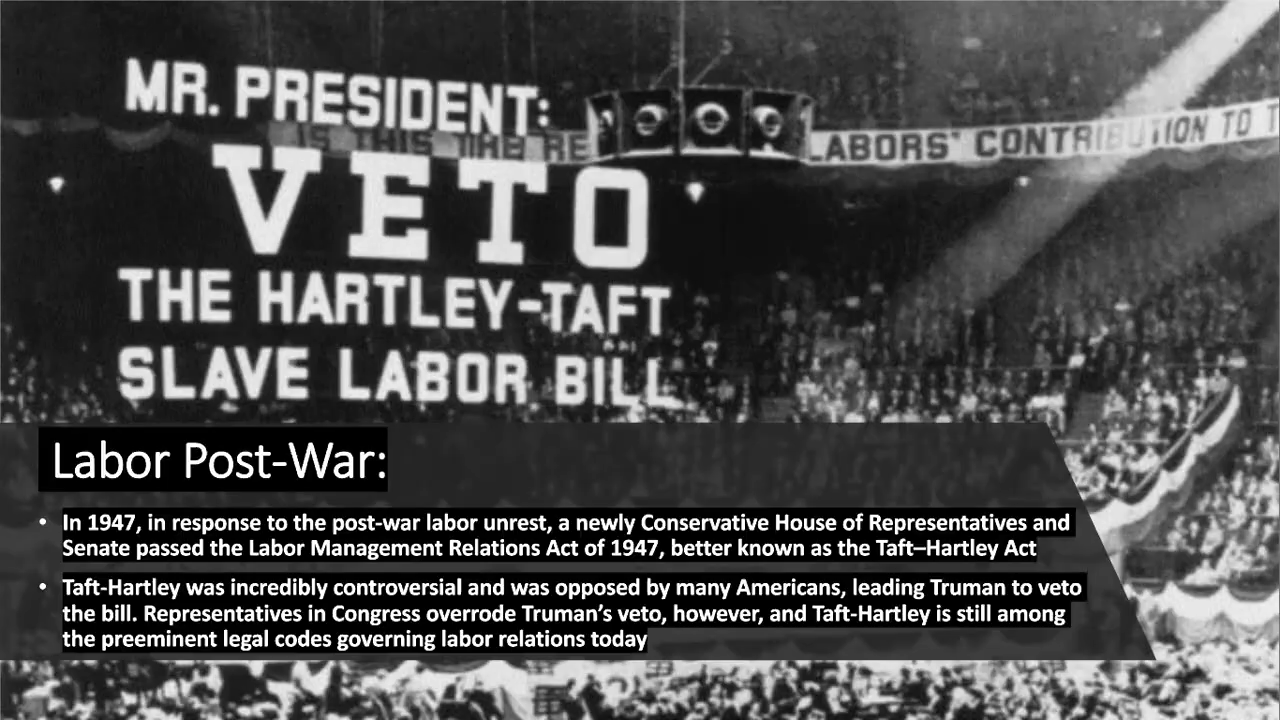 MR. PRESIDENT:
VETO
THE HARTLEY-TAFT
SLAVE LABOR BILL
IS THIS
LABORS' CONTRIBUTION TO
Labor Post-War:
• In 1947, in response to the post-war labor unrest, a newly Conservative House of Representatives and
Senate passed the Labor Management Relations Act of 1947, better known as the Taft–Hartley Act
• Taft-Hartley was incredibly controversial and was opposed by many Americans, leading Truman to veto
the bill. Representatives in Congress overrode Truman's veto, however, and Taft-Hartley is still among
the preeminent legal codes governing labor relations today